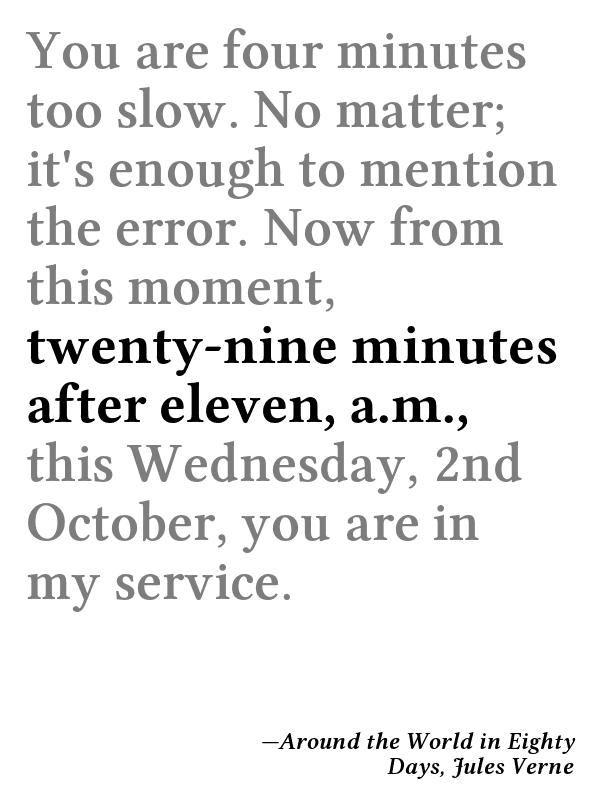 You are four minutes
too slow. No matter;
it's enough to mention
the error. Now from
this moment,
twenty-nine minutes
after eleven, a.m.,
this Wednesday, 2nd
October, you are in
my service.
—Around the World in Eighty
Days, Jules Verne